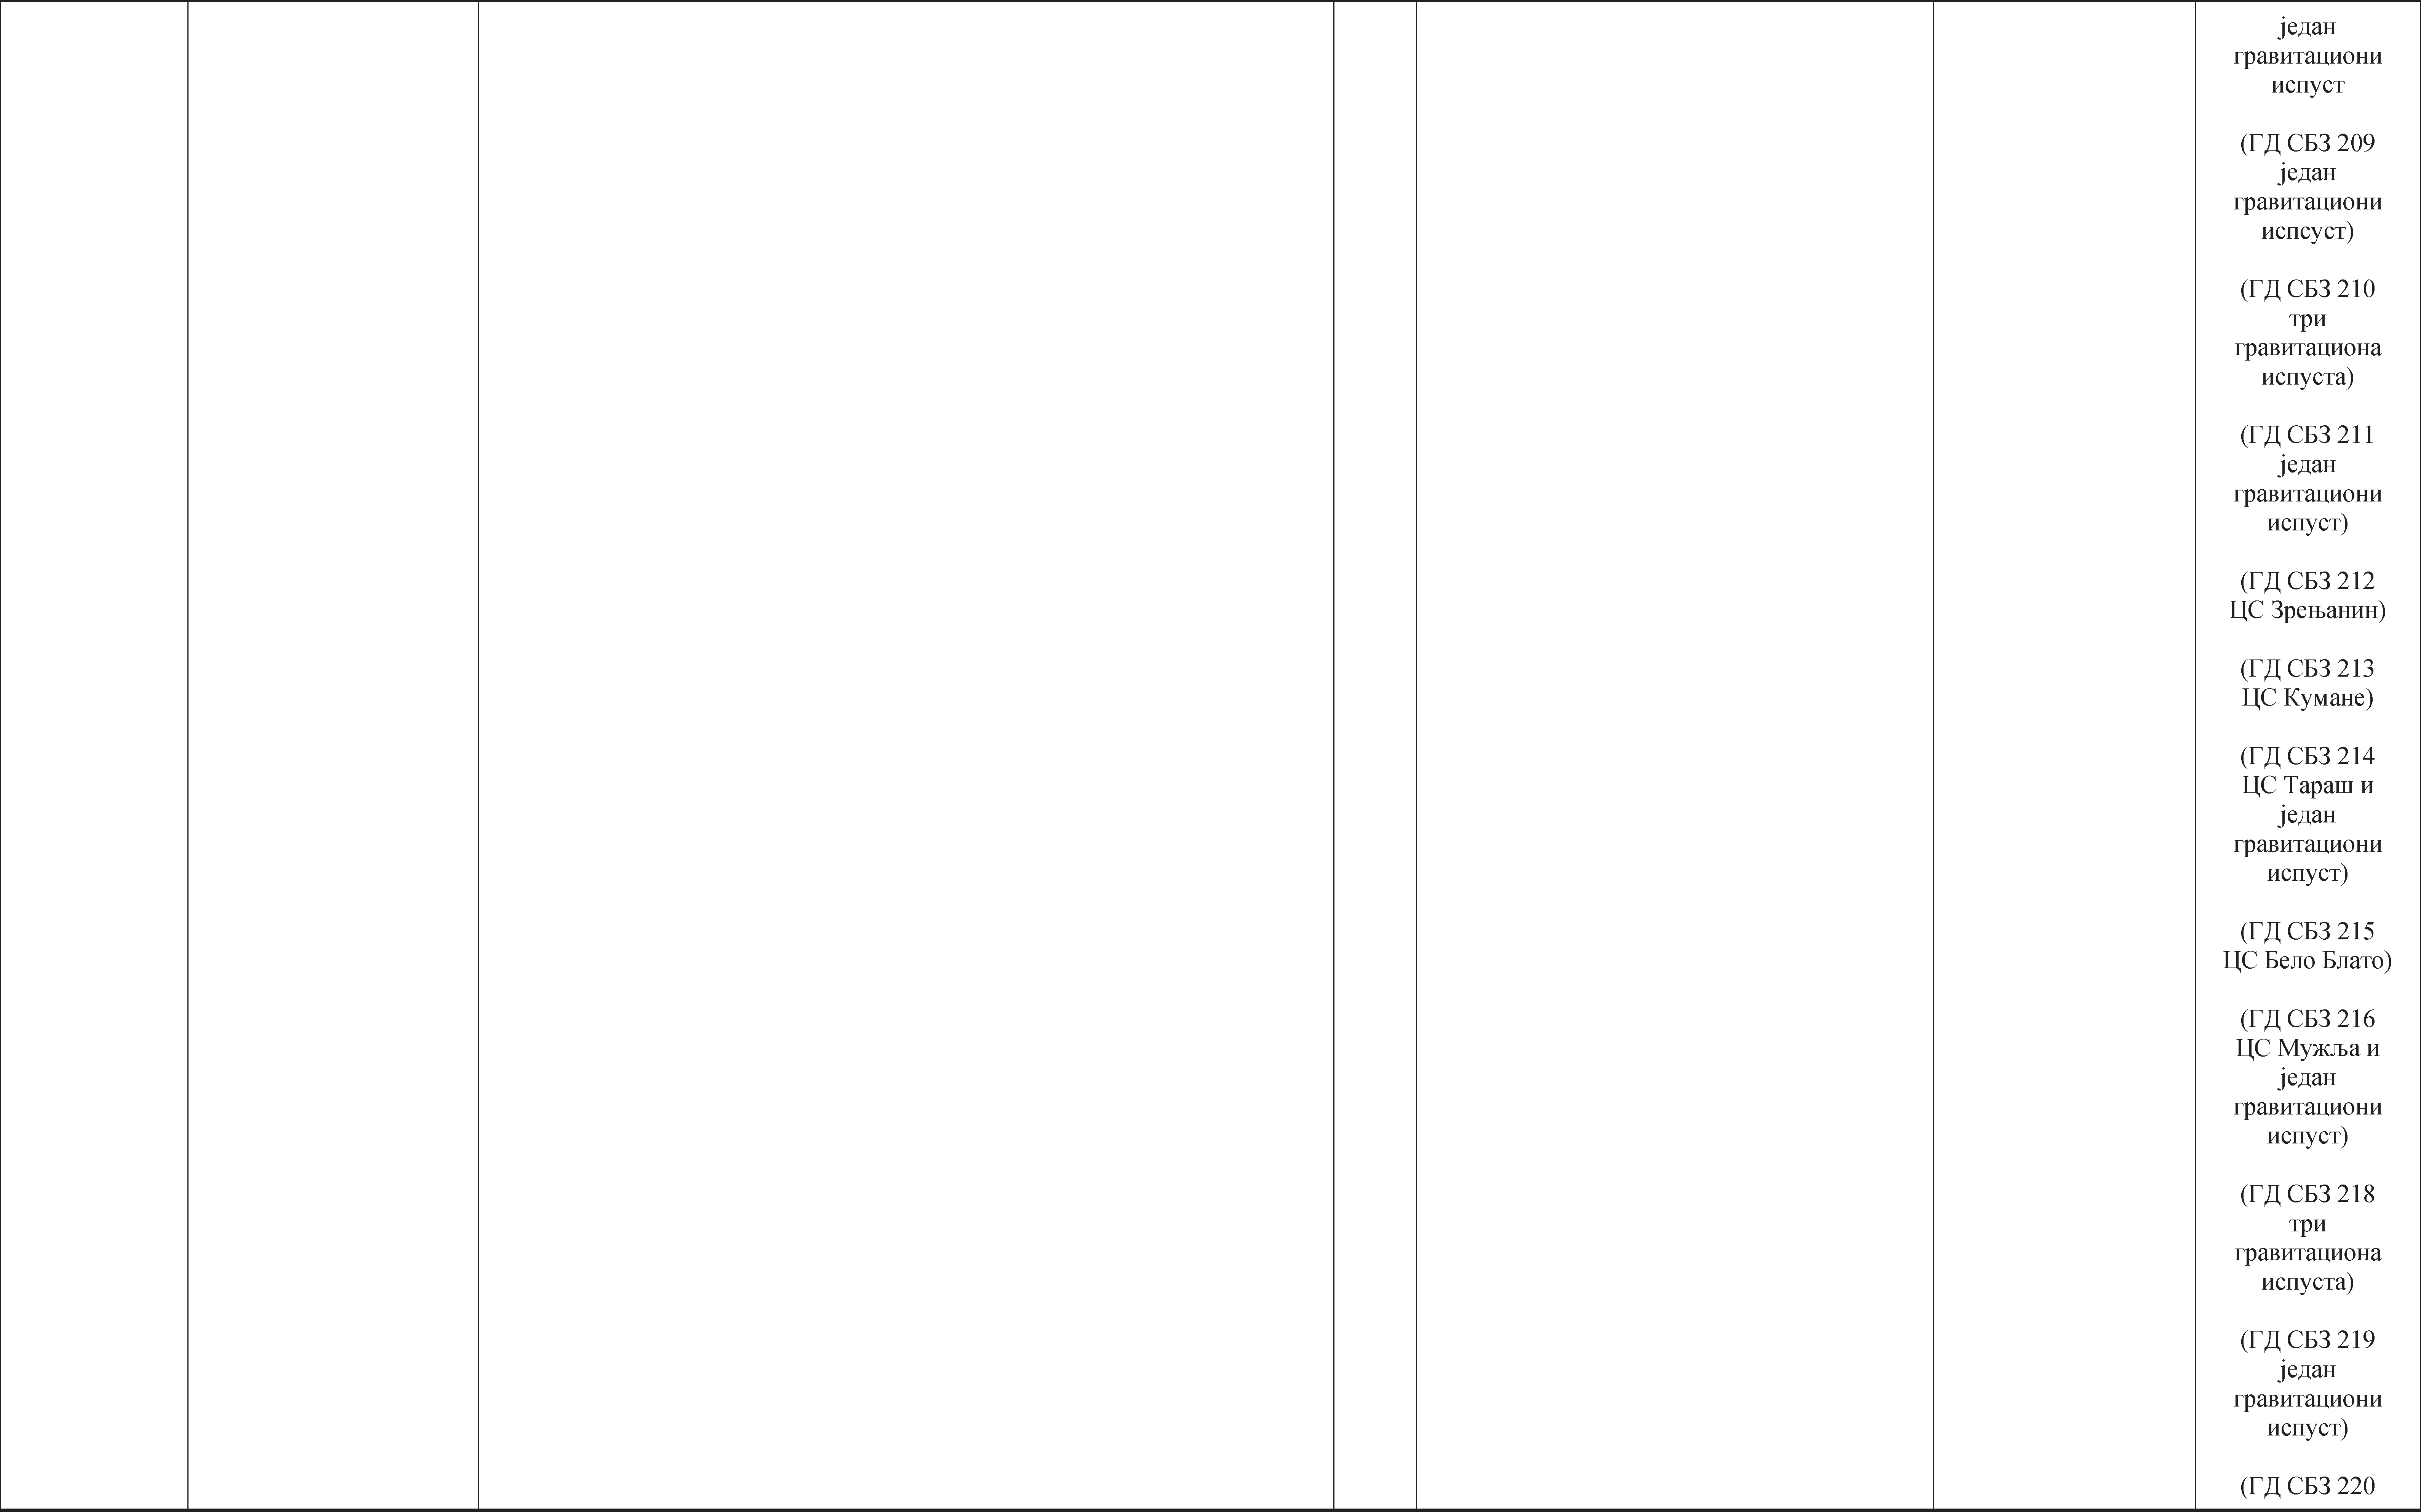 један
гравитациони
испуст
(ГД СБЗ 209
један
гравитациони
испсуст)
(ГД СБЗ 210
три
гравитациона
испуста)
(ГД СБЗ 211
један
гравитациони
испуст)
(ГД СБЗ 212
ЦС Зрењанин)
(ГД СБЗ 213
ЦС Кумане)
(ГД СБЗ 214
ЦС Тараш и
један
гравитациони
испуст)
(ГД СБЗ 215
ЦС Бело Блато)
(ГД СБЗ 216
ЦС Мужља и
један
гравитациони
испуст)
(ГД СБЗ 218
три
гравитациона
испуста)
(ГД СБЗ 219
један
гравитациони
испуст)
(ГД СБЗ 220